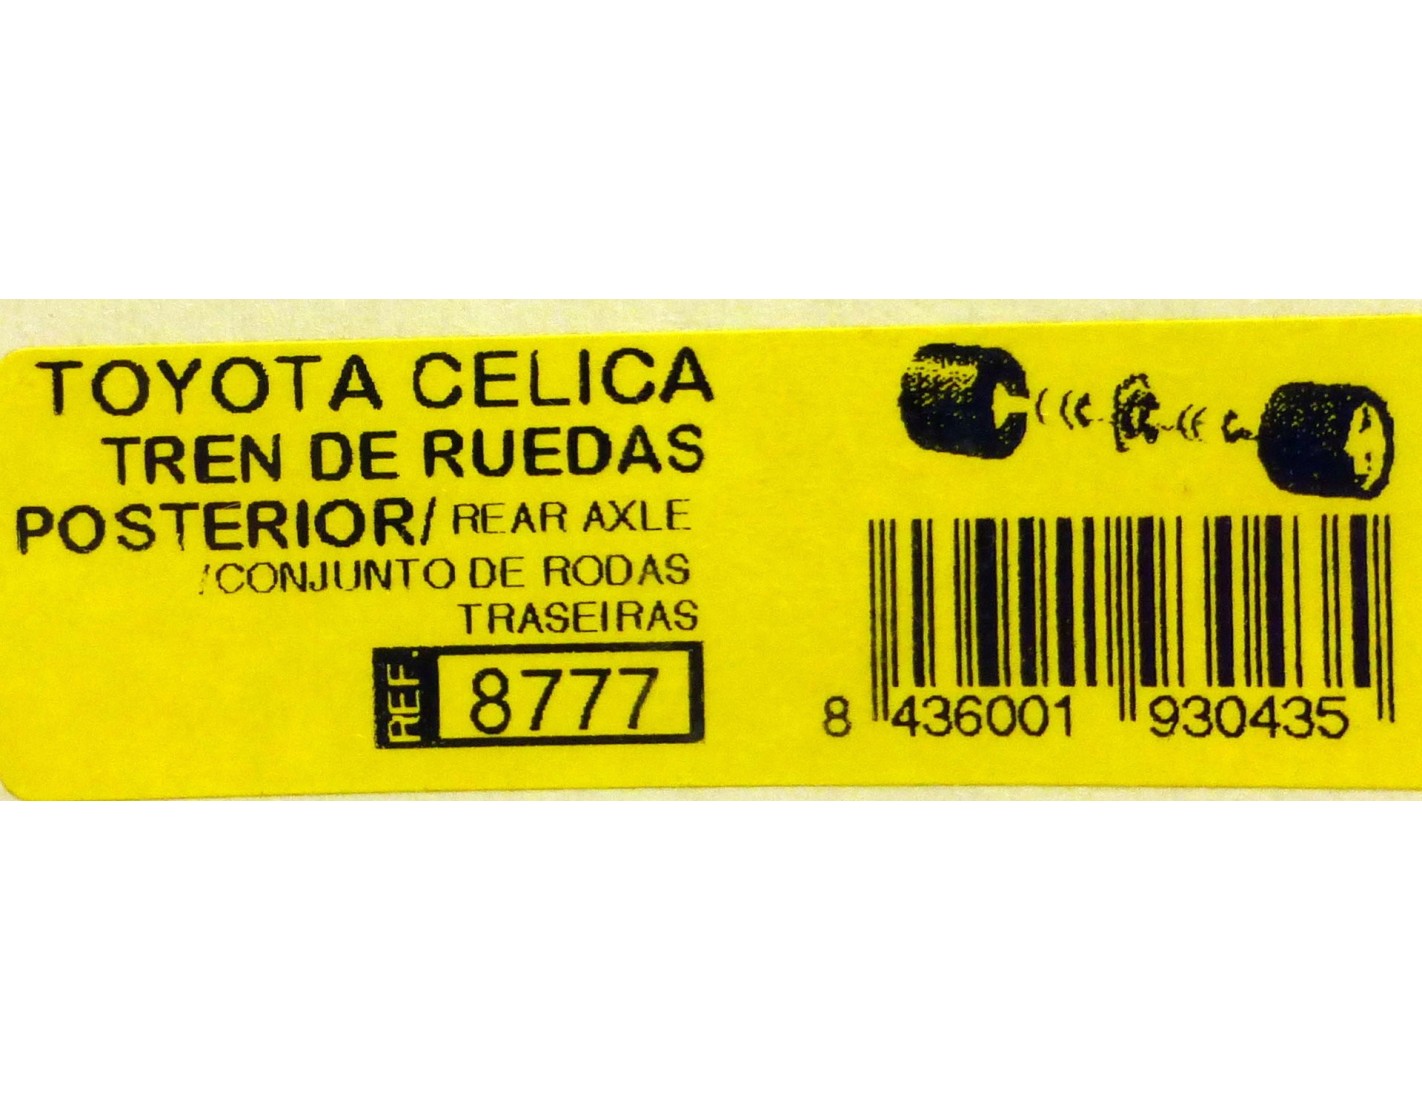 TOYOTA CELICA
TREN DE RUEDAS
POSTERIOR/ REAR AXLE
/CONJUNTO DE RODAS
TRASEIRAS
REF. 8777
8 436001 930435